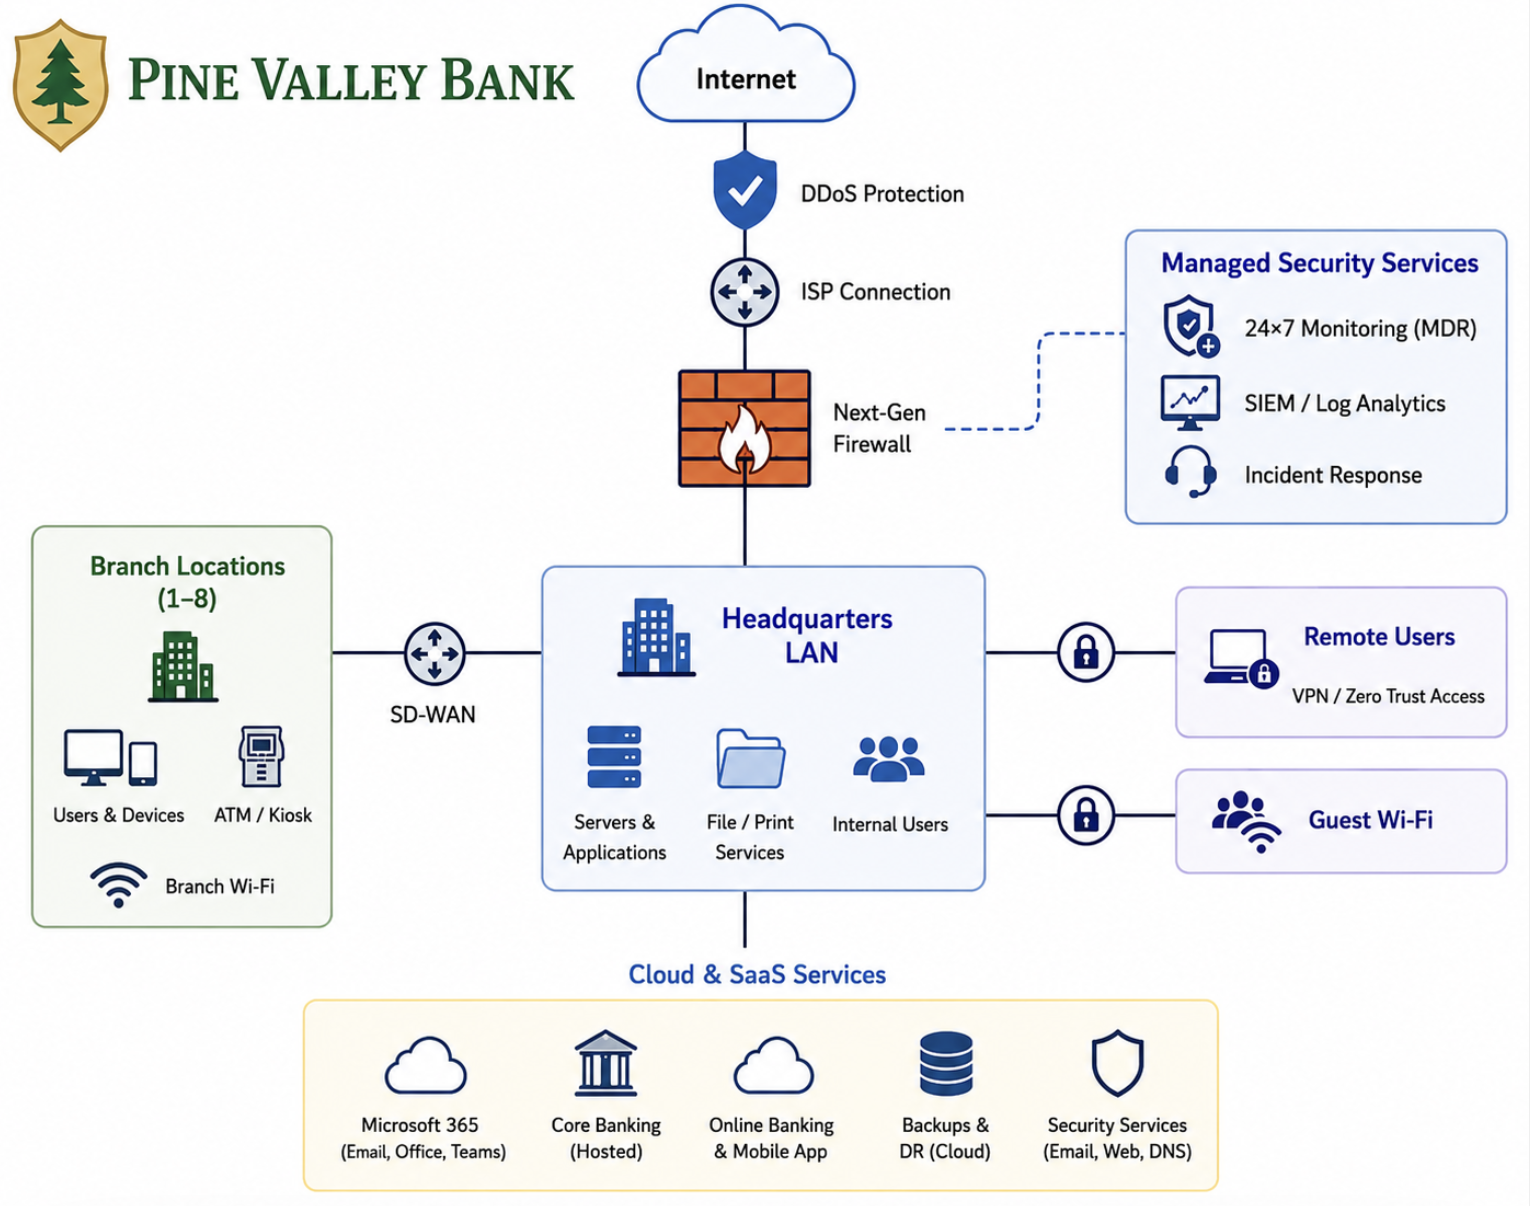 PINE VALLEY BANK
Internet
DDoS Protection
ISP Connection
Next-Gen
Firewall
Managed Security Services
24×7 Monitoring (MDR)
SIEM / Log Analytics
Incident Response
Branch Locations
(1–8)
Users & Devices
ATM / Kiosk
Branch Wi-Fi
SD-WAN
Headquarters
LAN
Servers &
Applications
File / Print
Services
Internal Users
Remote Users
VPN / Zero Trust Access
Guest Wi-Fi
Cloud & SaaS Services
Microsoft 365
(Email, Office, Teams)
Core Banking
(Hosted)
Online Banking
& Mobile App
Backups &
DR (Cloud)
Security Services
(Email, Web, DNS)